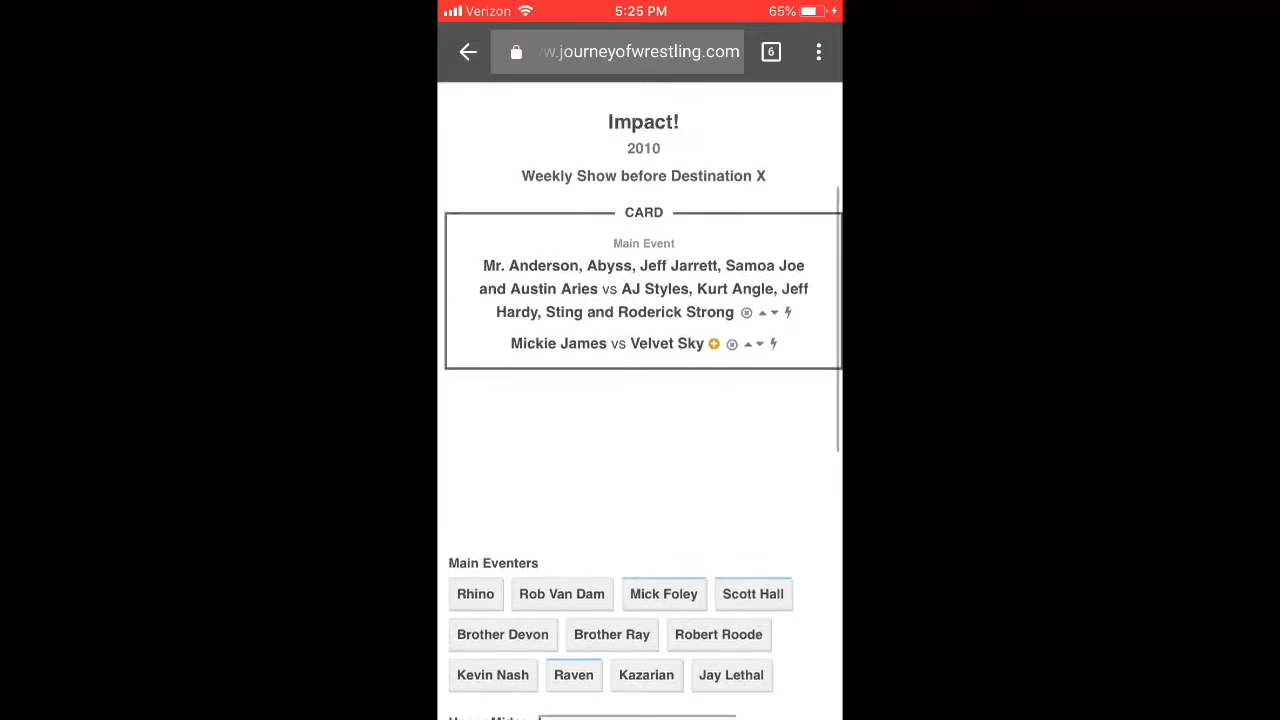 Verizon 5:25 PM 65%
w.journeyofwrestling.com 6
Impact!
2010
Weekly Show before Destination X
CARD
Main Event
Mr. Anderson, Abyss, Jeff Jarrett, Samoa Joe
and Austin Aries vs AJ Styles, Kurt Angle, Jeff
Hardy, Sting and Roderick Strong
Mickie James vs Velvet Sky
Main Eventers
Rhino Rob Van Dam Mick Foley Scott Hall
Brother Devon Brother Ray Robert Roode
Kevin Nash Raven Kazarian Jay Lethal